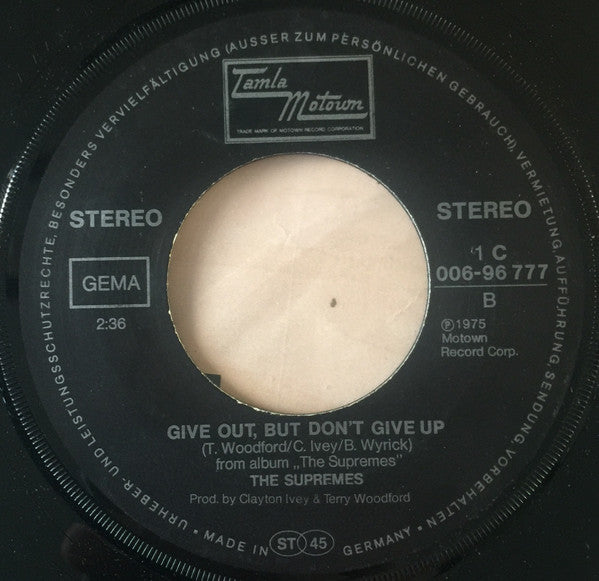 URHEBER- UND LEISTUNGSSCHUTZRECHTE, BESONDERS VERVIELFÄLTIGUNG (AUSSER ZUM PERSÖNLICHEN GEBRAUCH), VERMIETUNG, AUFFÜHRUNG, SENDUNG, VORBEHALTEN
Tamla
Motown
TRADE MARK OF MOTOWN RECORD CORPORATION
STEREO
STEREO
GEMA
2:36
1 C
006-96 777
B
℗ 1975
Motown
Record Corp.
GIVE OUT, BUT DON'T GIVE UP
(T. Woodford/C. Ivey/B. Wyrick)
from album „The Supremes"
THE SUPREMES
Prod. by Clayton Ivey & Terry Woodford
• MADE IN ST 45 GERMANY •